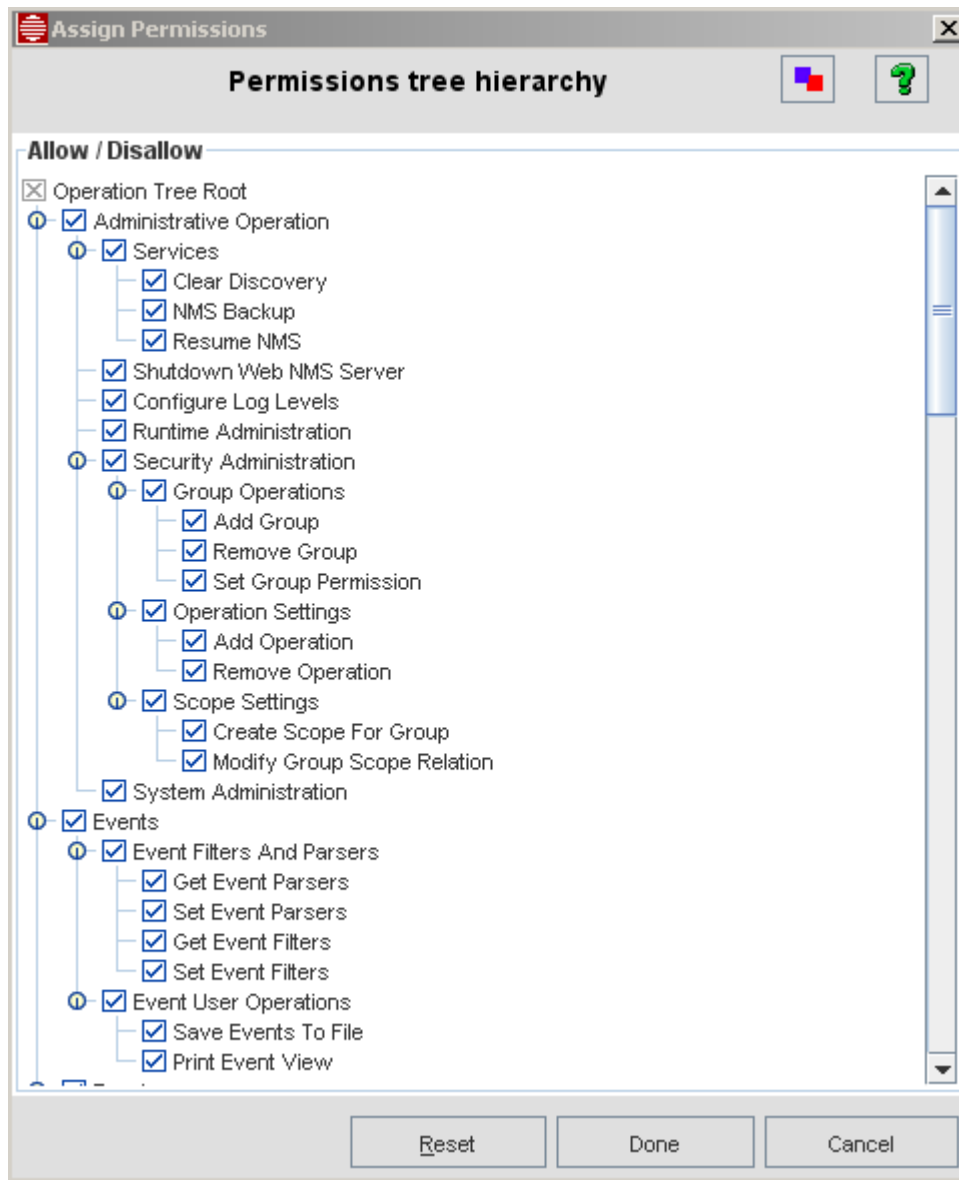 Assign Permissions
Permissions tree hierarchy
Allow / Disallow
Operation Tree Root
Administrative Operation
Services
Clear Discovery
NMS Backup
Resume NMS
Shutdown Web NMS Server
Configure Log Levels
Runtime Administration
Security Administration
Group Operations
Add Group
Remove Group
Set Group Permission
Operation Settings
Add Operation
Remove Operation
Scope Settings
Create Scope For Group
Modify Group Scope Relation
System Administration
Events
Event Filters And Parsers
Get Event Parsers
Set Event Parsers
Get Event Filters
Set Event Filters
Event User Operations
Save Events To File
Print Event View
Reset Done Cancel